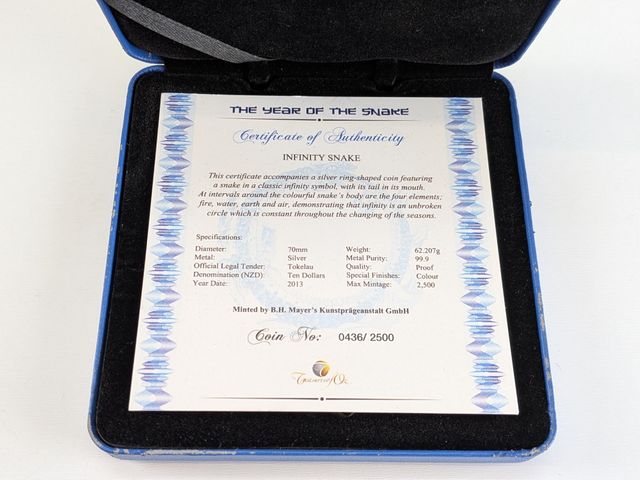 THE YEAR OF THE SNAKE
Certificate of Authenticity
INFINITY SNAKE
This certificate accompanies a silver ring-shaped coin featuring
a snake in a classic infinity symbol, with its tail in its mouth.
At intervals around the colourful snake's body are the four elements;
fire, water, earth and air, demonstrating that infinity is an unbroken
circle which is constant throughout the changing of the seasons.
Specifications:
Diameter: 70mm Weight: 62.207g
Metal: Silver Metal Purity: 99.9
Official Legal Tender: Tokelau Quality: Proof
Denomination (NZD): Ten Dollars Special Finishes: Colour
Year Date: 2013 Max Mintage: 2,500
Minted by B.H. Mayer's Kunstprägeanstalt GmbH
Coin No: 0436/ 2500
Treasures of Oz